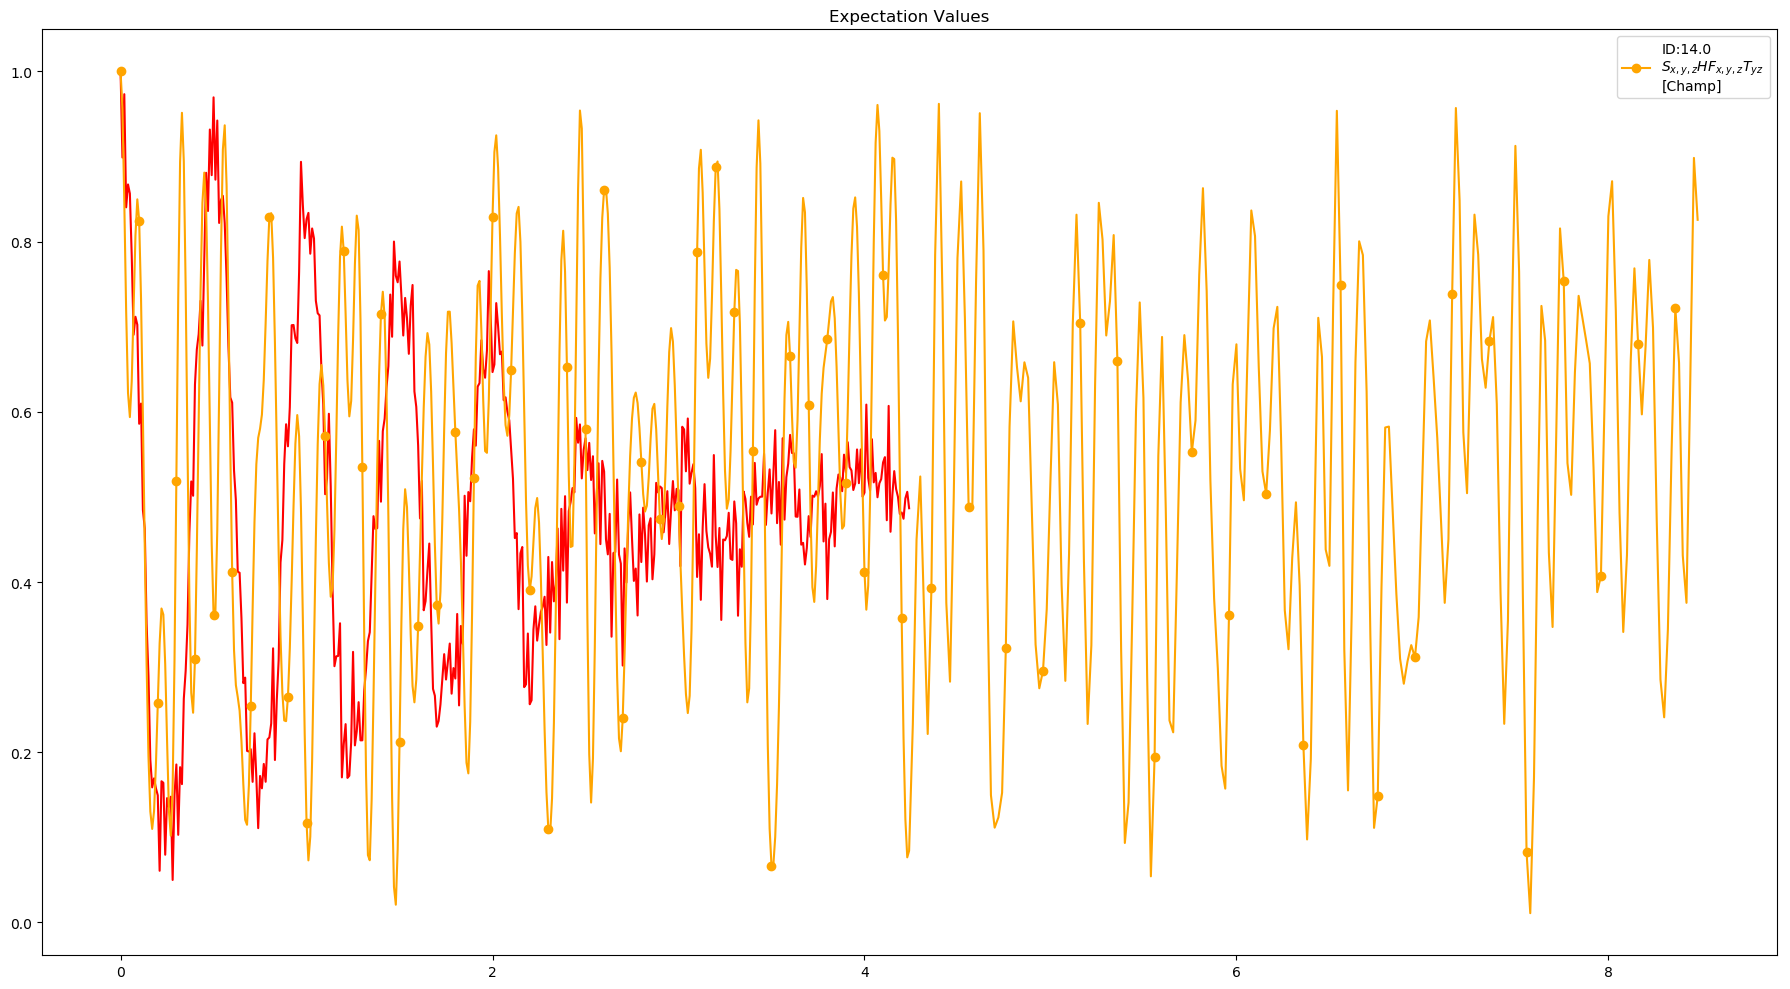 Expectation Values
ID:14.0
S_{x,y,z}HF_{x,y,z}T_{yz}
[Champ]
1.0
0.8
0.6
0.4
0.2
0.0
0 2 4 6 8